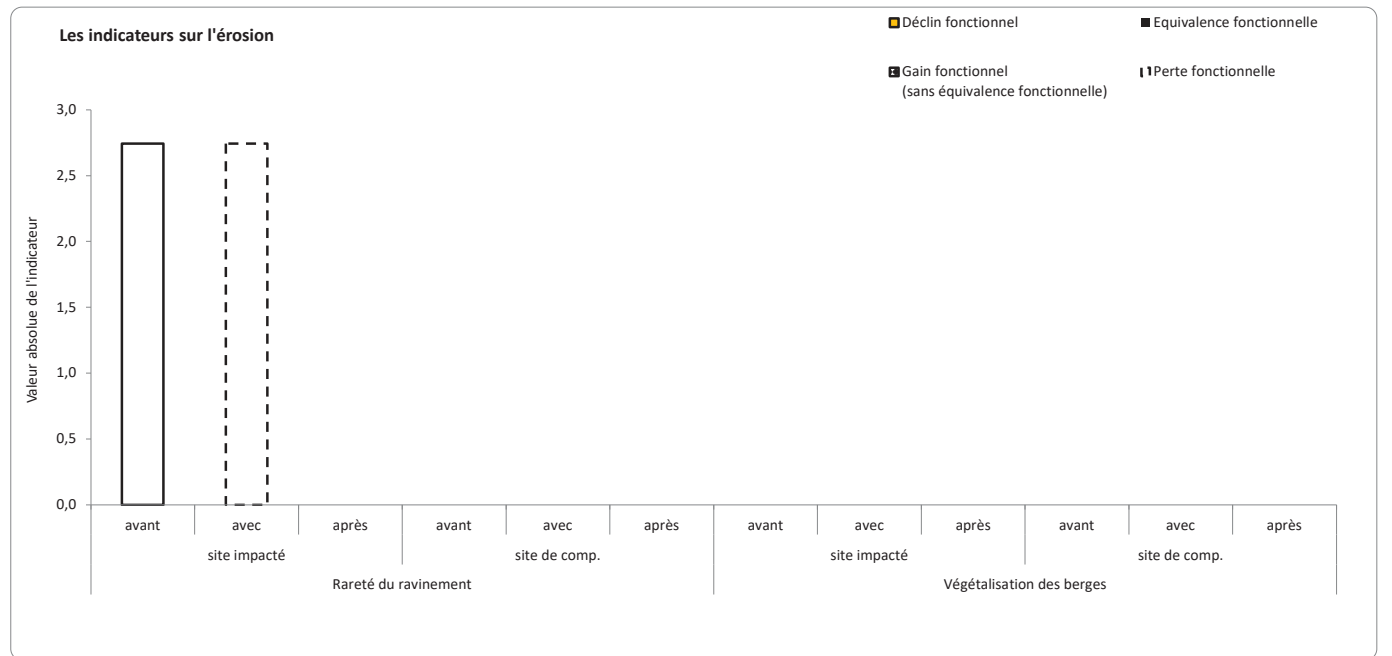 Les indicateurs sur l'érosion
Déclin fonctionnel
Equivalence fonctionnelle
Gain fonctionnel
(sans équivalence fonctionnelle)
Perte fonctionnelle
Valeur absolue de l'indicateur
3,0
2,5
2,0
1,5
1,0
0,5
0,0
avant avec après avant avec après avant avec après avant avec après
site impacté site de comp. site impacté site de comp.
Rareté du ravinement Végétalisation des berges